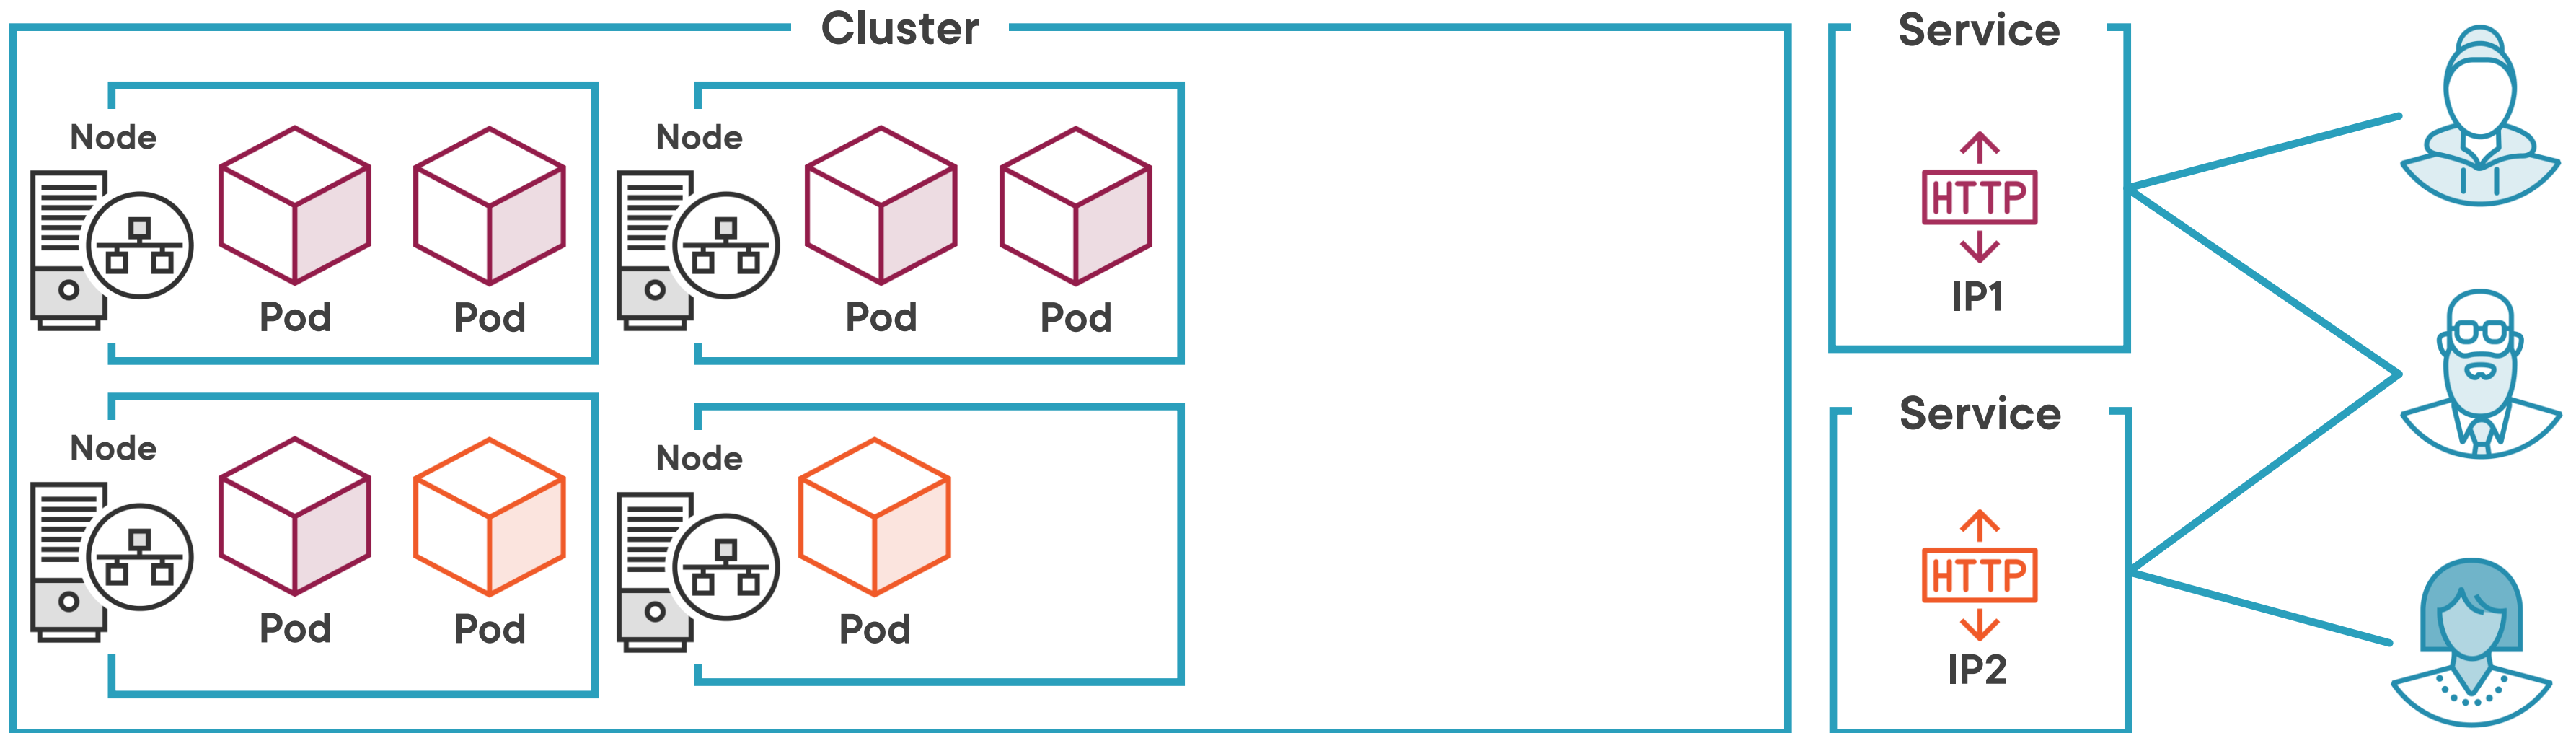 Cluster
Node
Pod
Pod
Node
Pod
Pod
Node
Pod
Pod
Node
Pod
Service
HTTP
IP1
Service
HTTP
IP2